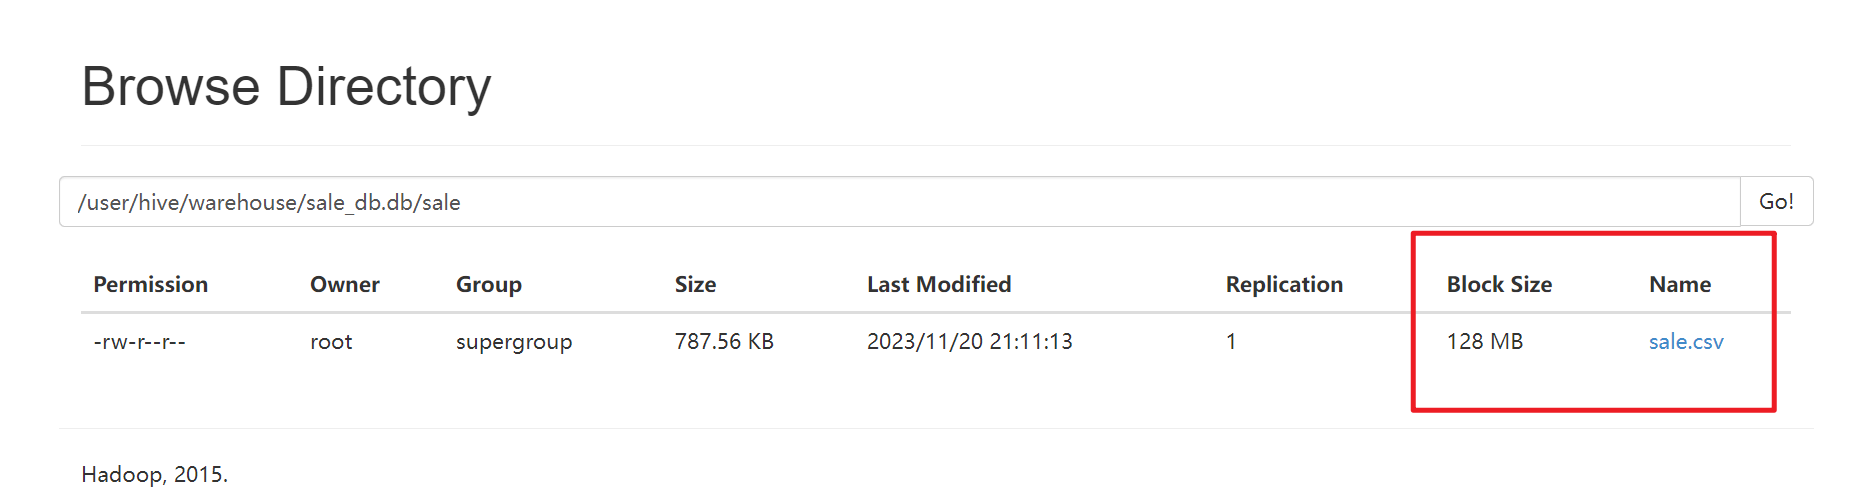 Browse Directory
/user/hive/warehouse/sale_db.db/sale Go!
Permission Owner Group Size Last Modified Replication Block Size Name
-rw-r--r-- root supergroup 787.56 KB 2023/11/20 21:11:13 1 128 MB sale.csv
Hadoop, 2015.